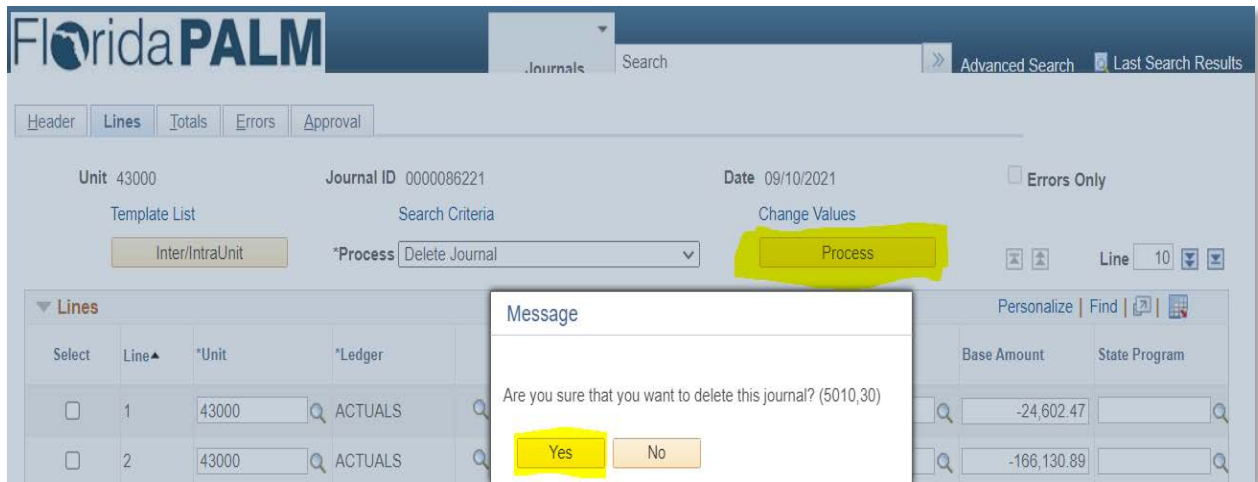 Florida PALM
Journals
Search
Advanced Search
Last Search Results
Header Lines Totals Errors Approval
Unit 43000 Journal ID 0000086221 Date 09/10/2021 Errors Only
Template List Search Criteria Change Values
Inter/IntraUnit *Process Delete Journal Process Line 10
Lines Personalize | Find |
Select Line *Unit *Ledger Base Amount State Program
Message
Are you sure that you want to delete this journal? (5010,30)
Yes No
1 43000 ACTUALS -24,602.47
2 43000 ACTUALS -166,130.89